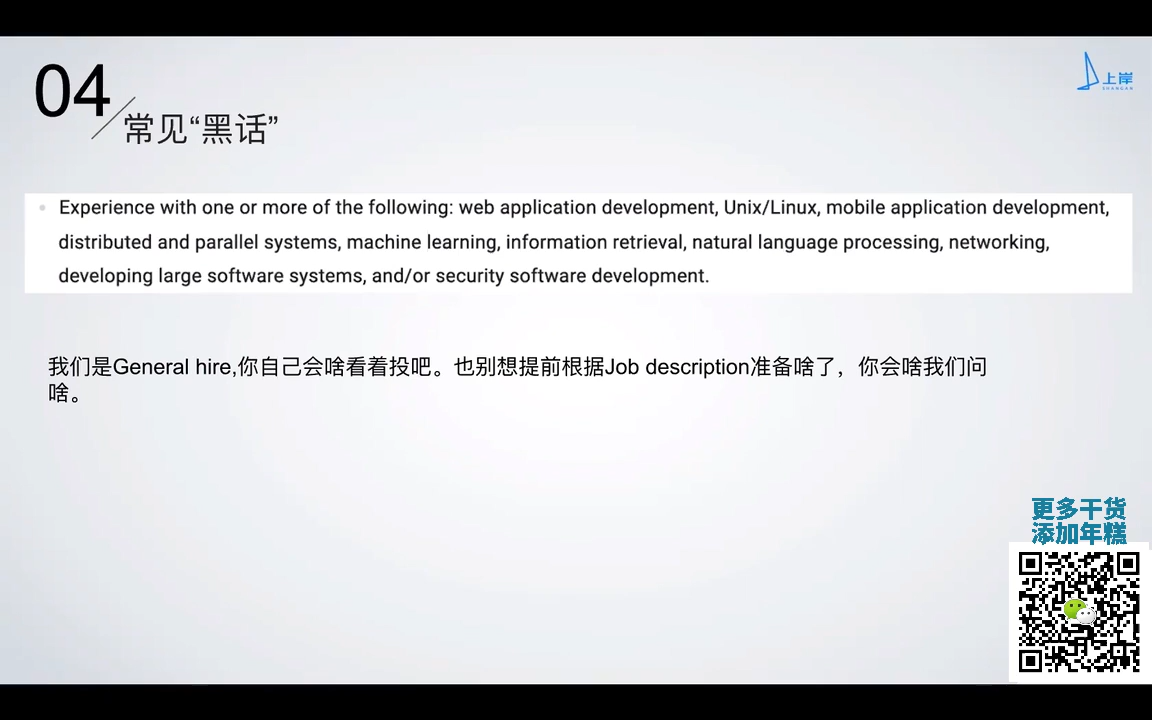 04
常见“黑话”
上岸
SHANGAN
Experience with one or more of the following: web application development, Unix/Linux, mobile application development,
distributed and parallel systems, machine learning, information retrieval, natural language processing, networking,
developing large software systems, and/or security software development.
我们是General hire,你自己会啥看着投吧。也别想提前根据Job description准备啥了，你会啥我们问
啥。
更多干货
添加年糕